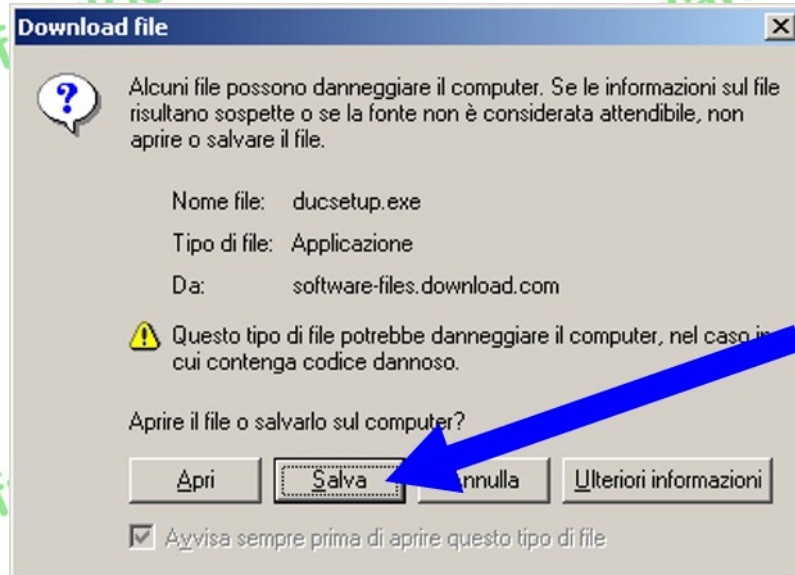 Download file
Alcuni file possono danneggiare il computer. Se le informazioni sul file
risultano sospette o se la fonte non è considerata attendibile, non
aprire o salvare il file.
Nome file: ducsetup.exe
Tipo di file: Applicazione
Da: software-files.download.com
Questo tipo di file potrebbe danneggiare il computer, nel caso in
cui contenga codice dannoso.
Aprire il file o salvarlo sul computer?
Apri Salva Annulla Ulteriori informazioni
Avvisa sempre prima di aprire questo tipo di file